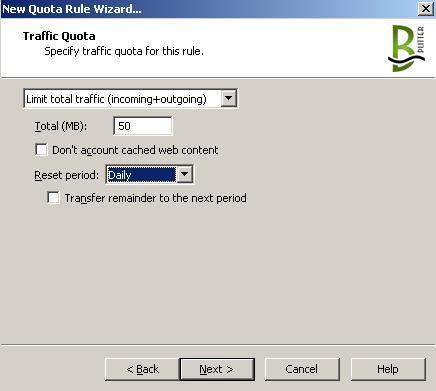 New Quota Rule Wizard...
Traffic Quota
Specify traffic quota for this rule.
B
PLITTER
Limit total traffic (incoming+outgoing)
Total (MB): 50
Don't account cached web content
Reset period: Daily
Transfer remainder to the next period
< Back Next > Cancel Help